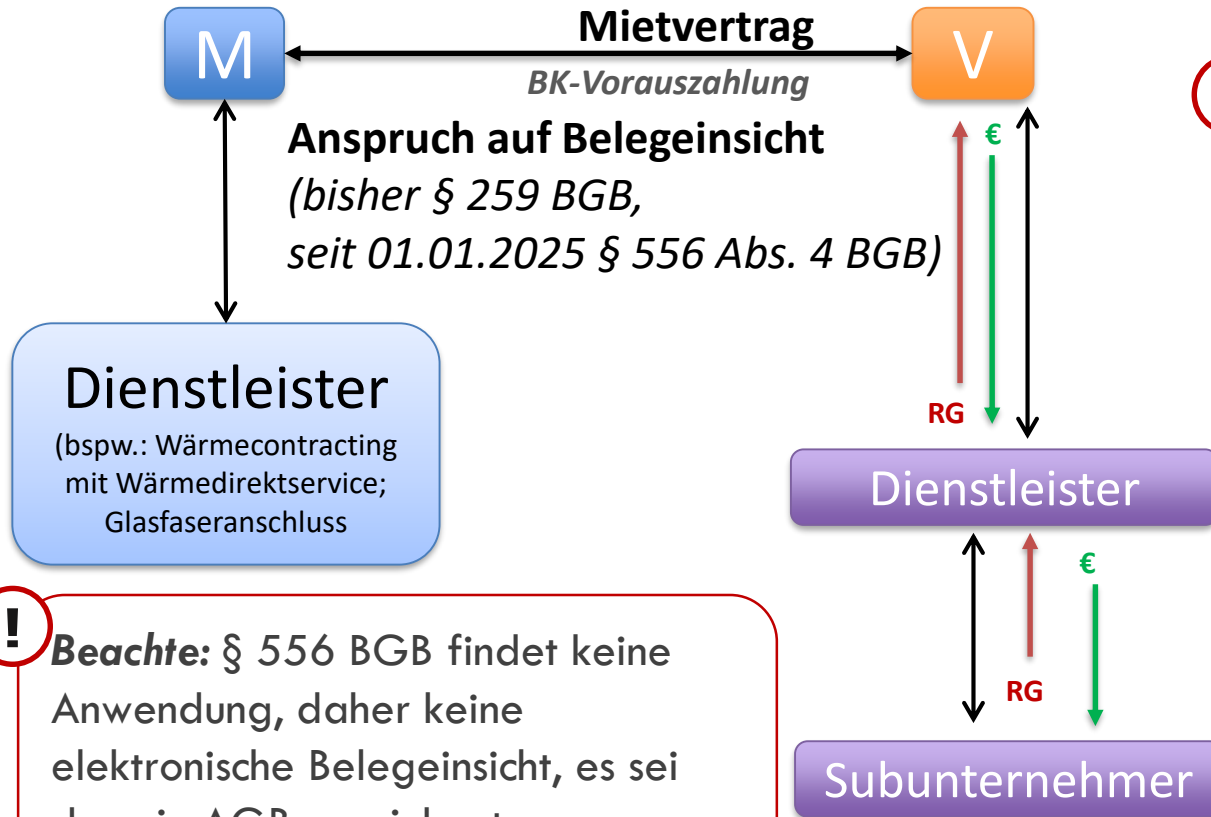 M
Mietvertrag
V
BK-Vorauszahlung
Anspruch auf Belegeinsicht
(bisher § 259 BGB,
seit 01.01.2025 § 556 Abs. 4 BGB)
€
RG
Dienstleister
(bspw.: Wärmecontracting
mit Wärmedirektservice;
Glasfaseranschluss
Dienstleister
€
RG
Subunternehmer
!
Beachte: § 556 BGB findet keine
Anwendung, daher keine
elektronische Belegeinsicht, es sei